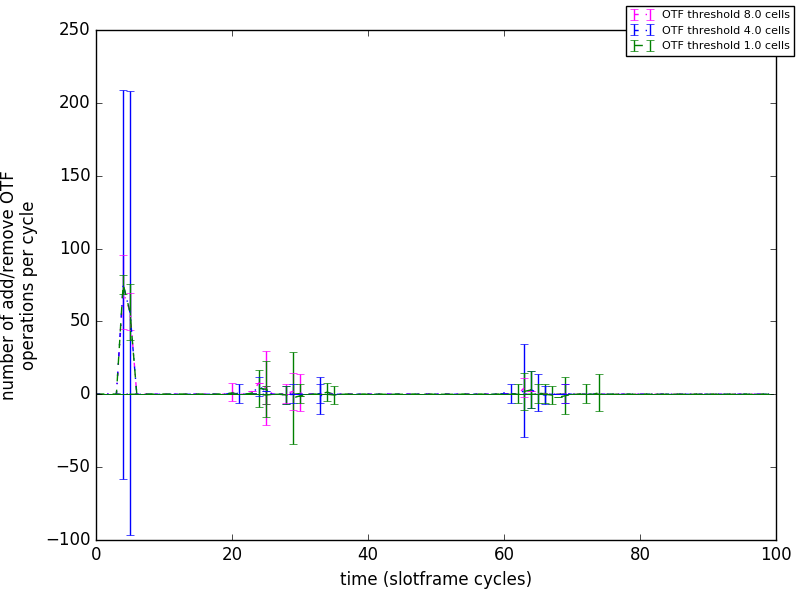 OTF threshold 8.0 cells
OTF threshold 4.0 cells
OTF threshold 1.0 cells
250
200
150
100
50
0
−50
−100
number of add/remove OTF
operations per cycle
0 20 40 60 80 100
time (slotframe cycles)